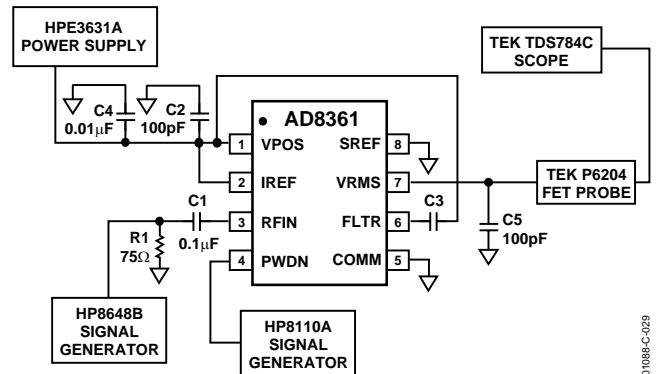 HPE3631A
POWER SUPPLY
TEK TDS784C
SCOPE
C4
0.01μF
C2
100pF
AD8361
1 VPOS SREF 8
2 IREF VRMS 7
TEK P6204
FET PROBE
C1
0.1μF
3 RFIN FLTR 6
C3
R1
75Ω
4 PWDN COMM 5
C5
100pF
HP8648B
SIGNAL
GENERATOR
HP8110A
SIGNAL
GENERATOR
01088-C-029